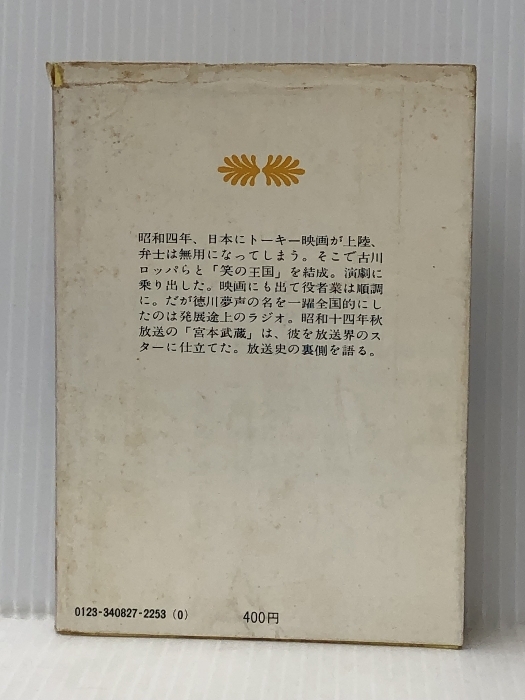 昭和四年、日本にトーキー映画が上陸、
弁士は無用になってしまう。そこで古川
ロッパらと「笑の王国」を結成。演劇に
乗り出した。映画にも出て役者業は順調
に。だが徳川夢声の名を一躍全国的にし
たのは発展途上のラジオ。昭和十四年秋
放送の「宮本武蔵」は、彼を放送界のス
ターに仕立てた。放送史の裏側を語る。
0123-340827-2253 (0)
400円